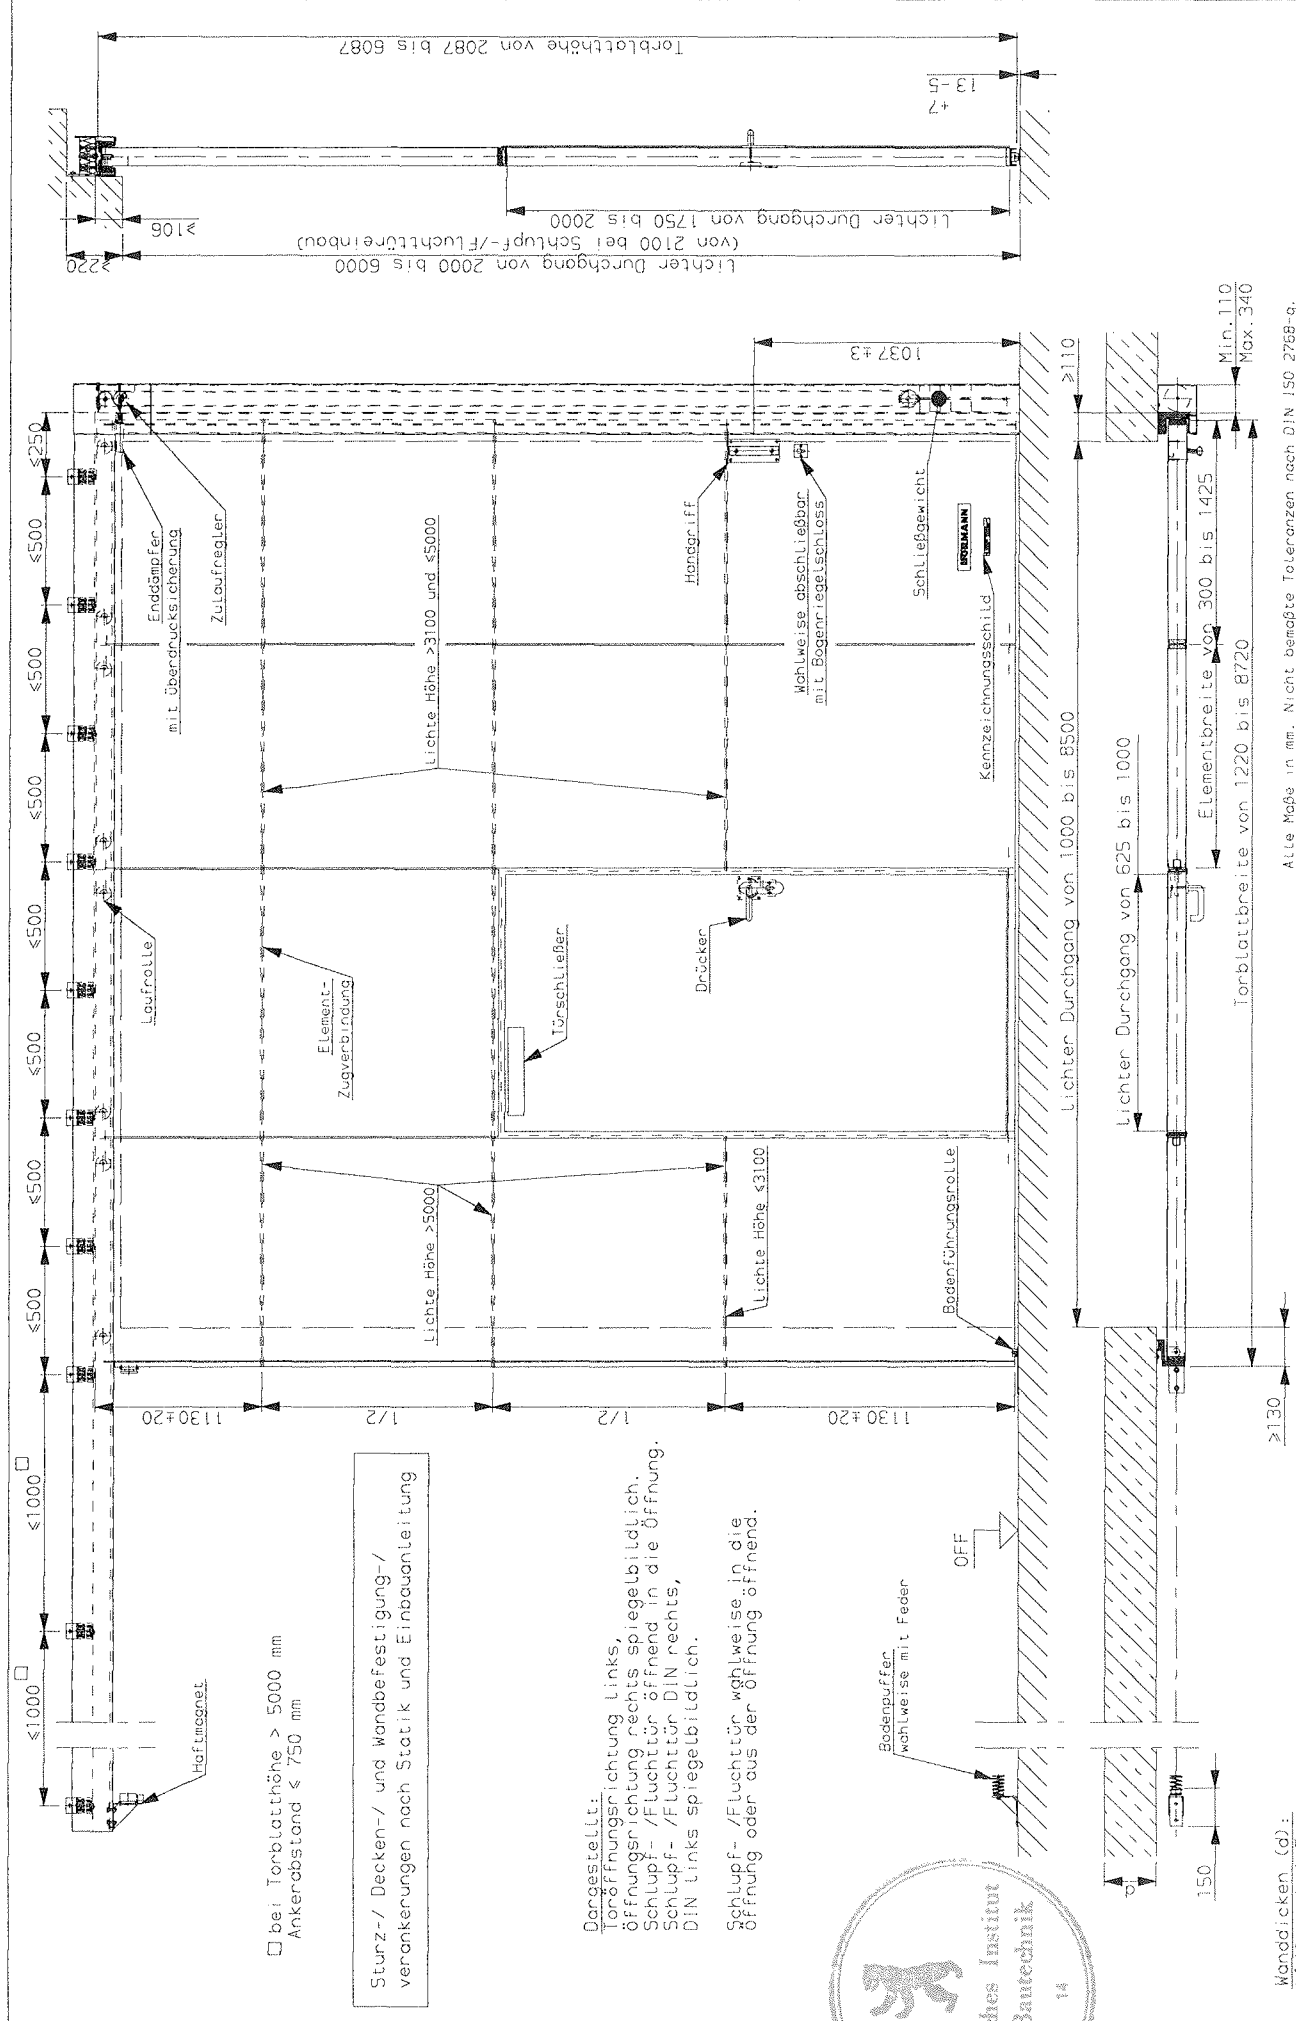 Torblatthöhe von 2087 bis 6087
+7
13-5
Lichter Durchgang von 1750 bis 2000
(von 2100 bei Schlupf-/Fluchttüreinbau)
Lichter Durchgang von 2000 bis 6000
≥106
≥220
≤1000 □
≤1000 □
≤500
≤500
≤500
≤500
≤500
≤500
≤500
≤500
≤250
Haftmagnet
Laufrolle
Enddämpfer
mit Überdrucksicherung
Zulaufregler
Element-
Zugverbindung
Lichte Höhe >3100 und ≤5000
Lichte Höhe >5000
Lichte Höhe ≤3100
Türschließer
Drücker
Handgriff
Wahlweise abschließbar
mit Bogenriegelschloss
Schließgewicht
HÖRMANN
Kennzeichnungsschild
Bodenführungsrolle
1037±3
1130±20
1/2
1/2
1130±20
□ bei Torblatthöhe > 5000 mm
Ankerabstand ≤ 750 mm
Sturz-/ Decken-/ und Wandbefestigung-/
verankerungen nach Statik und Einbauanleitung
Dargestellt:
Toröffnungsrichtung links,
Öffnungsrichtung rechts spiegelbildlich.
Schlupf- /Fluchttür öffnend in die Öffnung.
Schlupf- /Fluchttür DIN rechts,
DIN links spiegelbildlich.
Schlupf- /Fluchttür wahlweise in die
Öffnung oder aus der Öffnung öffnend.
OFF
Bodenpuffer
wahlweise mit Feder
Lichter Durchgang von 1000 bis 8500
≥110
Lichter Durchgang von 625 bis 1000
Elementbreite von 300 bis 1425
Torblattbreite von 1220 bis 8720
Min.110
Max.340
≥130
150
d
Alle Maße in mm. Nicht bemaßte Toleranzen nach DIN ISO 2768-g.
Wanddicken (d):
hes Institut
Bautechnik
14